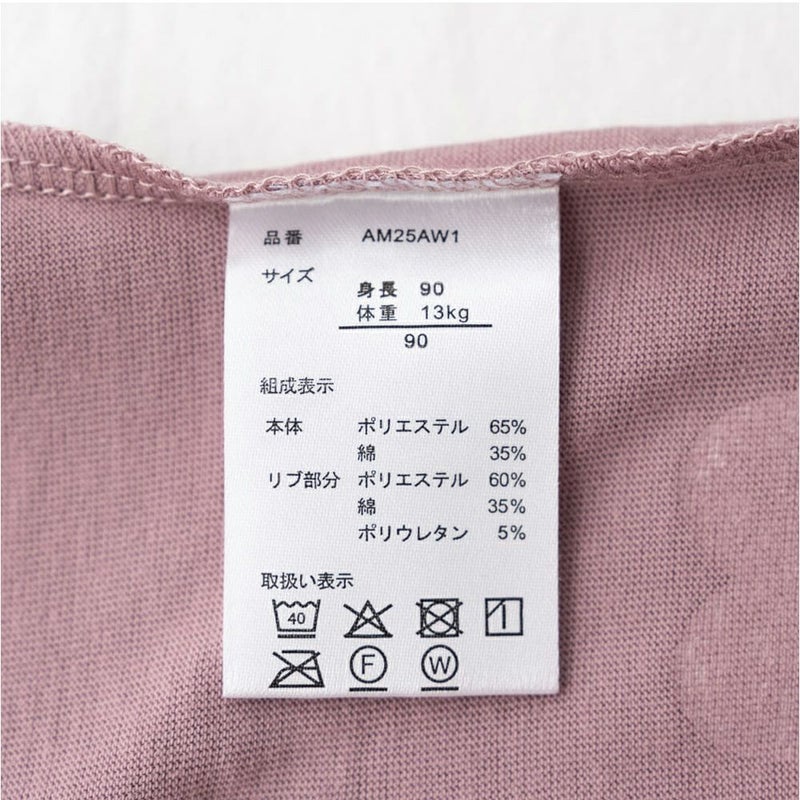 品番 AM25AW1
サイズ
身長 90
体重 13kg
90
組成表示
本体 ポリエステル 65%
綿 35%
リブ部分 ポリエステル 60%
綿 35%
ポリウレタン 5%
取扱い表示
40
F W